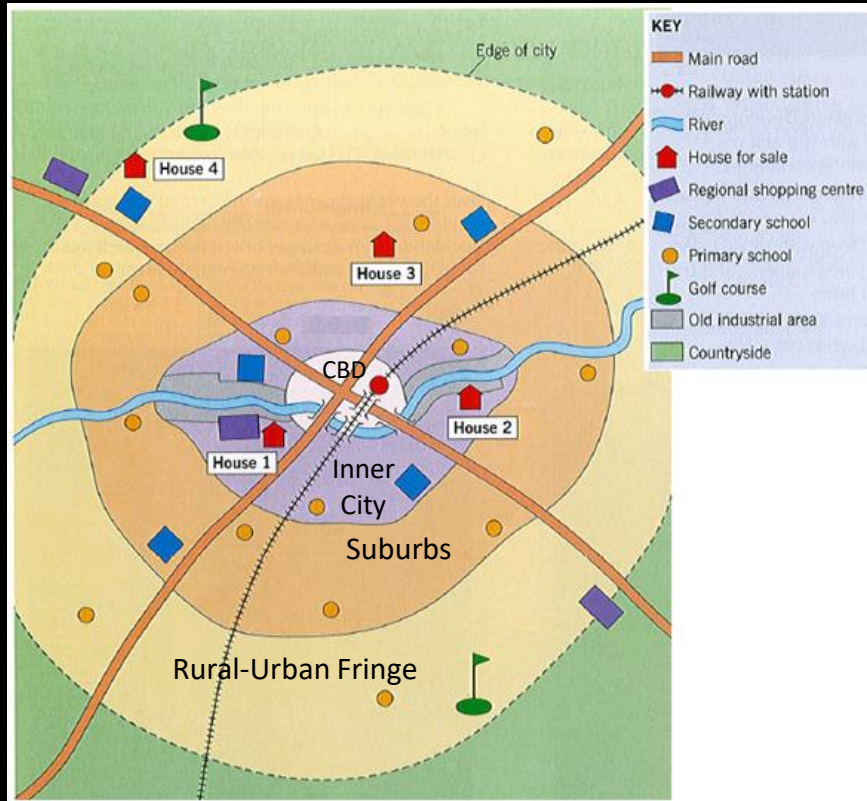 Edge of city
House 4
House 3
CBD
House 2
House 1
Inner
City
Suburbs
Rural-Urban Fringe
KEY
Main road
Railway with station
River
House for sale
Regional shopping centre
Secondary school
Primary school
Golf course
Old industrial area
Countryside